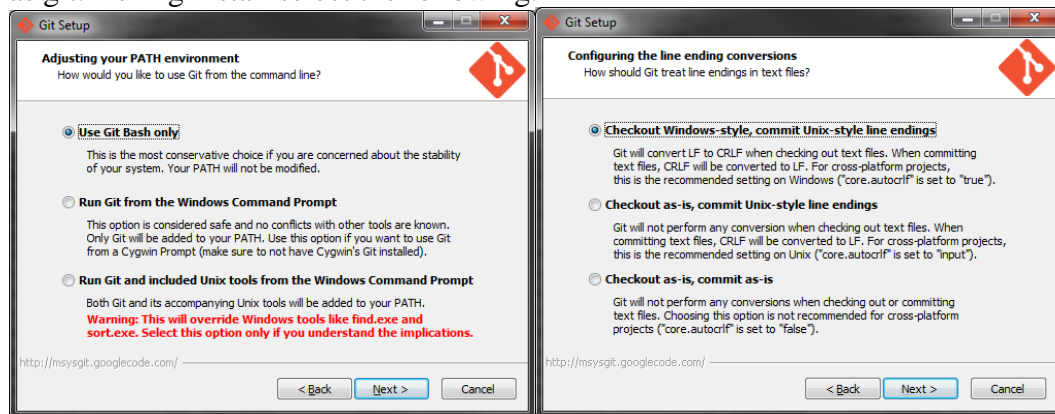 Git Setup
Adjusting your PATH environment
How would you like to use Git from the command line?
Use Git Bash only
This is the most conservative choice if you are concerned about the stability
of your system. Your PATH will not be modified.
Run Git from the Windows Command Prompt
This option is considered safe and no conflicts with other tools are known.
Only Git will be added to your PATH. Use this option if you want to use Git
from a Cygwin Prompt (make sure to not have Cygwin's Git installed).
Run Git and included Unix tools from the Windows Command Prompt
Both Git and its accompanying Unix tools will be added to your PATH.
Warning: This will override Windows tools like find.exe and
sort.exe. Select this option only if you understand the implications.
http://msysgit.googlecode.com/
< Back
Next >
Cancel
Git Setup
Configuring the line ending conversions
How should Git treat line endings in text files?
Checkout Windows-style, commit Unix-style line endings
Git will convert LF to CRLF when checking out text files. When committing
text files, CRLF will be converted to LF. For cross-platform projects,
this is the recommended setting on Windows ("core.autocrlf" is set to "true").
Checkout as-is, commit Unix-style line endings
Git will not perform any conversion when checking out text files. When
committing text files, CRLF will be converted to LF. For cross-platform projects,
this is the recommended setting on Unix ("core.autocrlf" is set to "input").
Checkout as-is, commit as-is
Git will not perform any conversions when checking out or committing
text files. Choosing this option is not recommended for cross-platform
projects ("core.autocrlf" is set to "false").
http://msysgit.googlecode.com/
< Back
Next >
Cancel